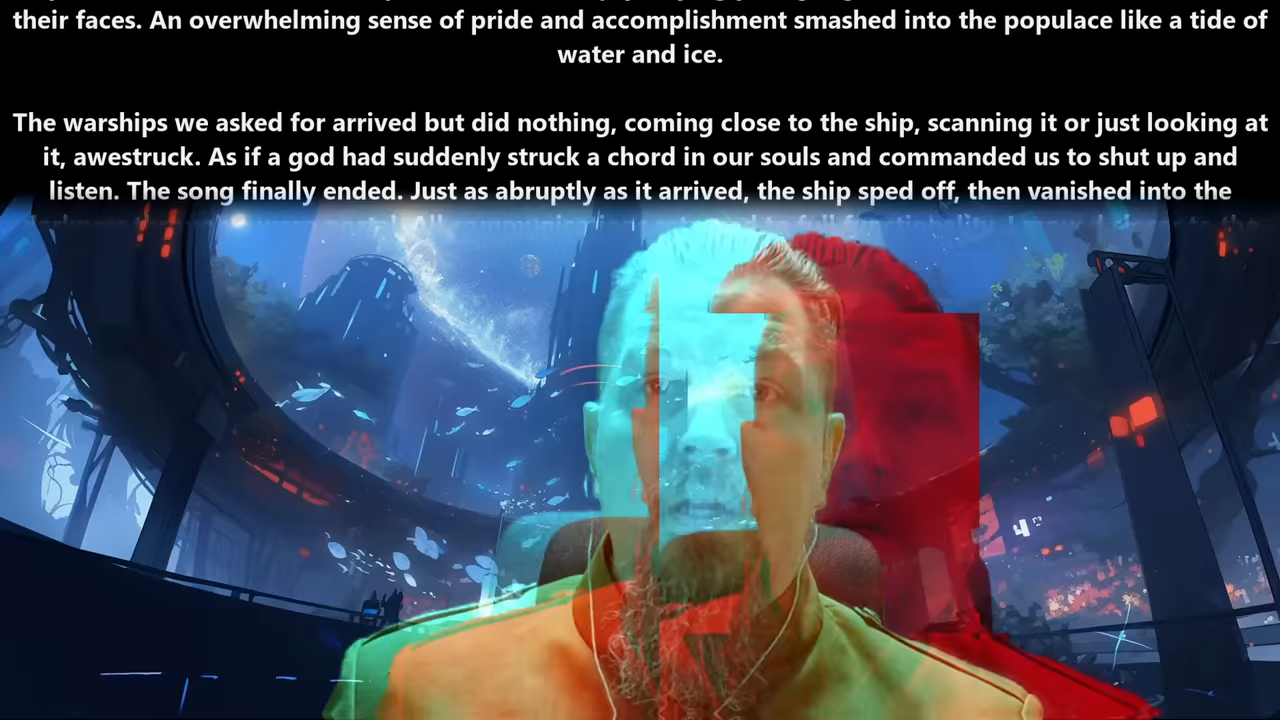 their faces. An overwhelming sense of pride and accomplishment smashed into the populace like a tide of
water and ice.
The warships we asked for arrived but did nothing, coming close to the ship, scanning it or just looking at
it, awestruck. As if a god had suddenly struck a chord in our souls and commanded us to shut up and
listen. The song finally ended. Just as abruptly as it arrived, the ship sped off, then vanished into the